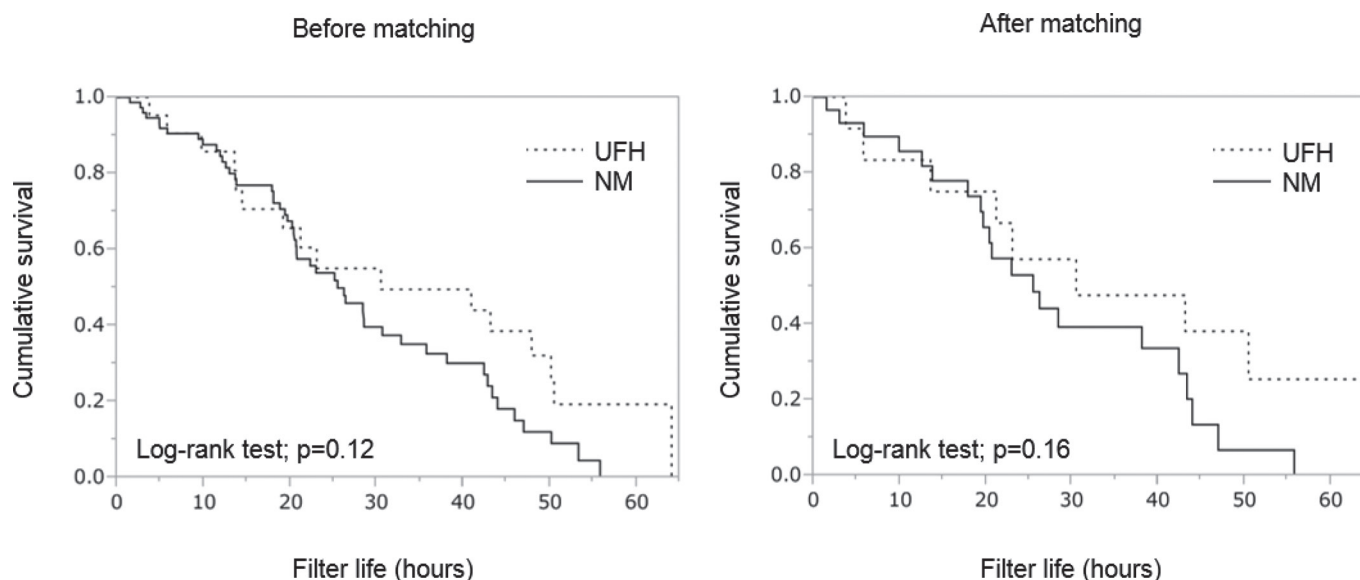 Before matching
Cumulative survival
1.0
0.8
0.6
0.4
0.2
0.0
UFH
NM
Log-rank test; p=0.12
0 10 20 30 40 50 60
Filter life (hours)
After matching
Cumulative survival
1.0
0.8
0.6
0.4
0.2
0.0
UFH
NM
Log-rank test; p=0.16
0 10 20 30 40 50 60
Filter life (hours)